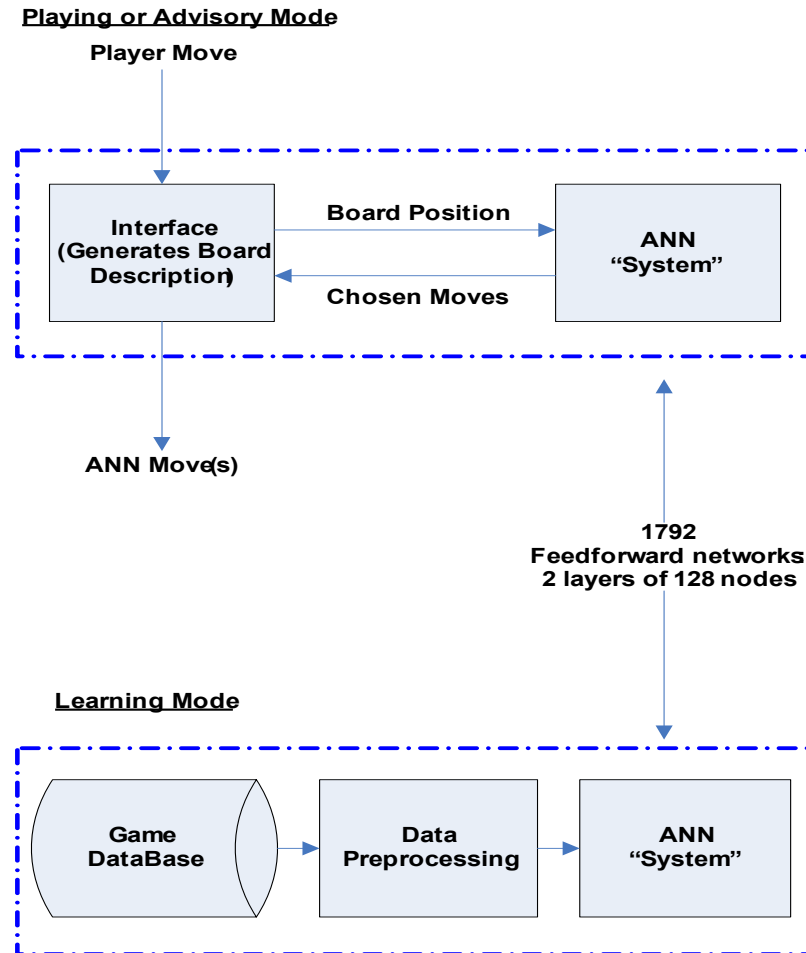 Playing or Advisory Mode
Player Move
Interface
(Generates Board
Description)
Board Position
Chosen Moves
ANN
“System”
ANN Move(s)
1792
Feedforward networks
2 layers of 128 nodes
Learning Mode
Game
DataBase
Data
Preprocessing
ANN
“System”